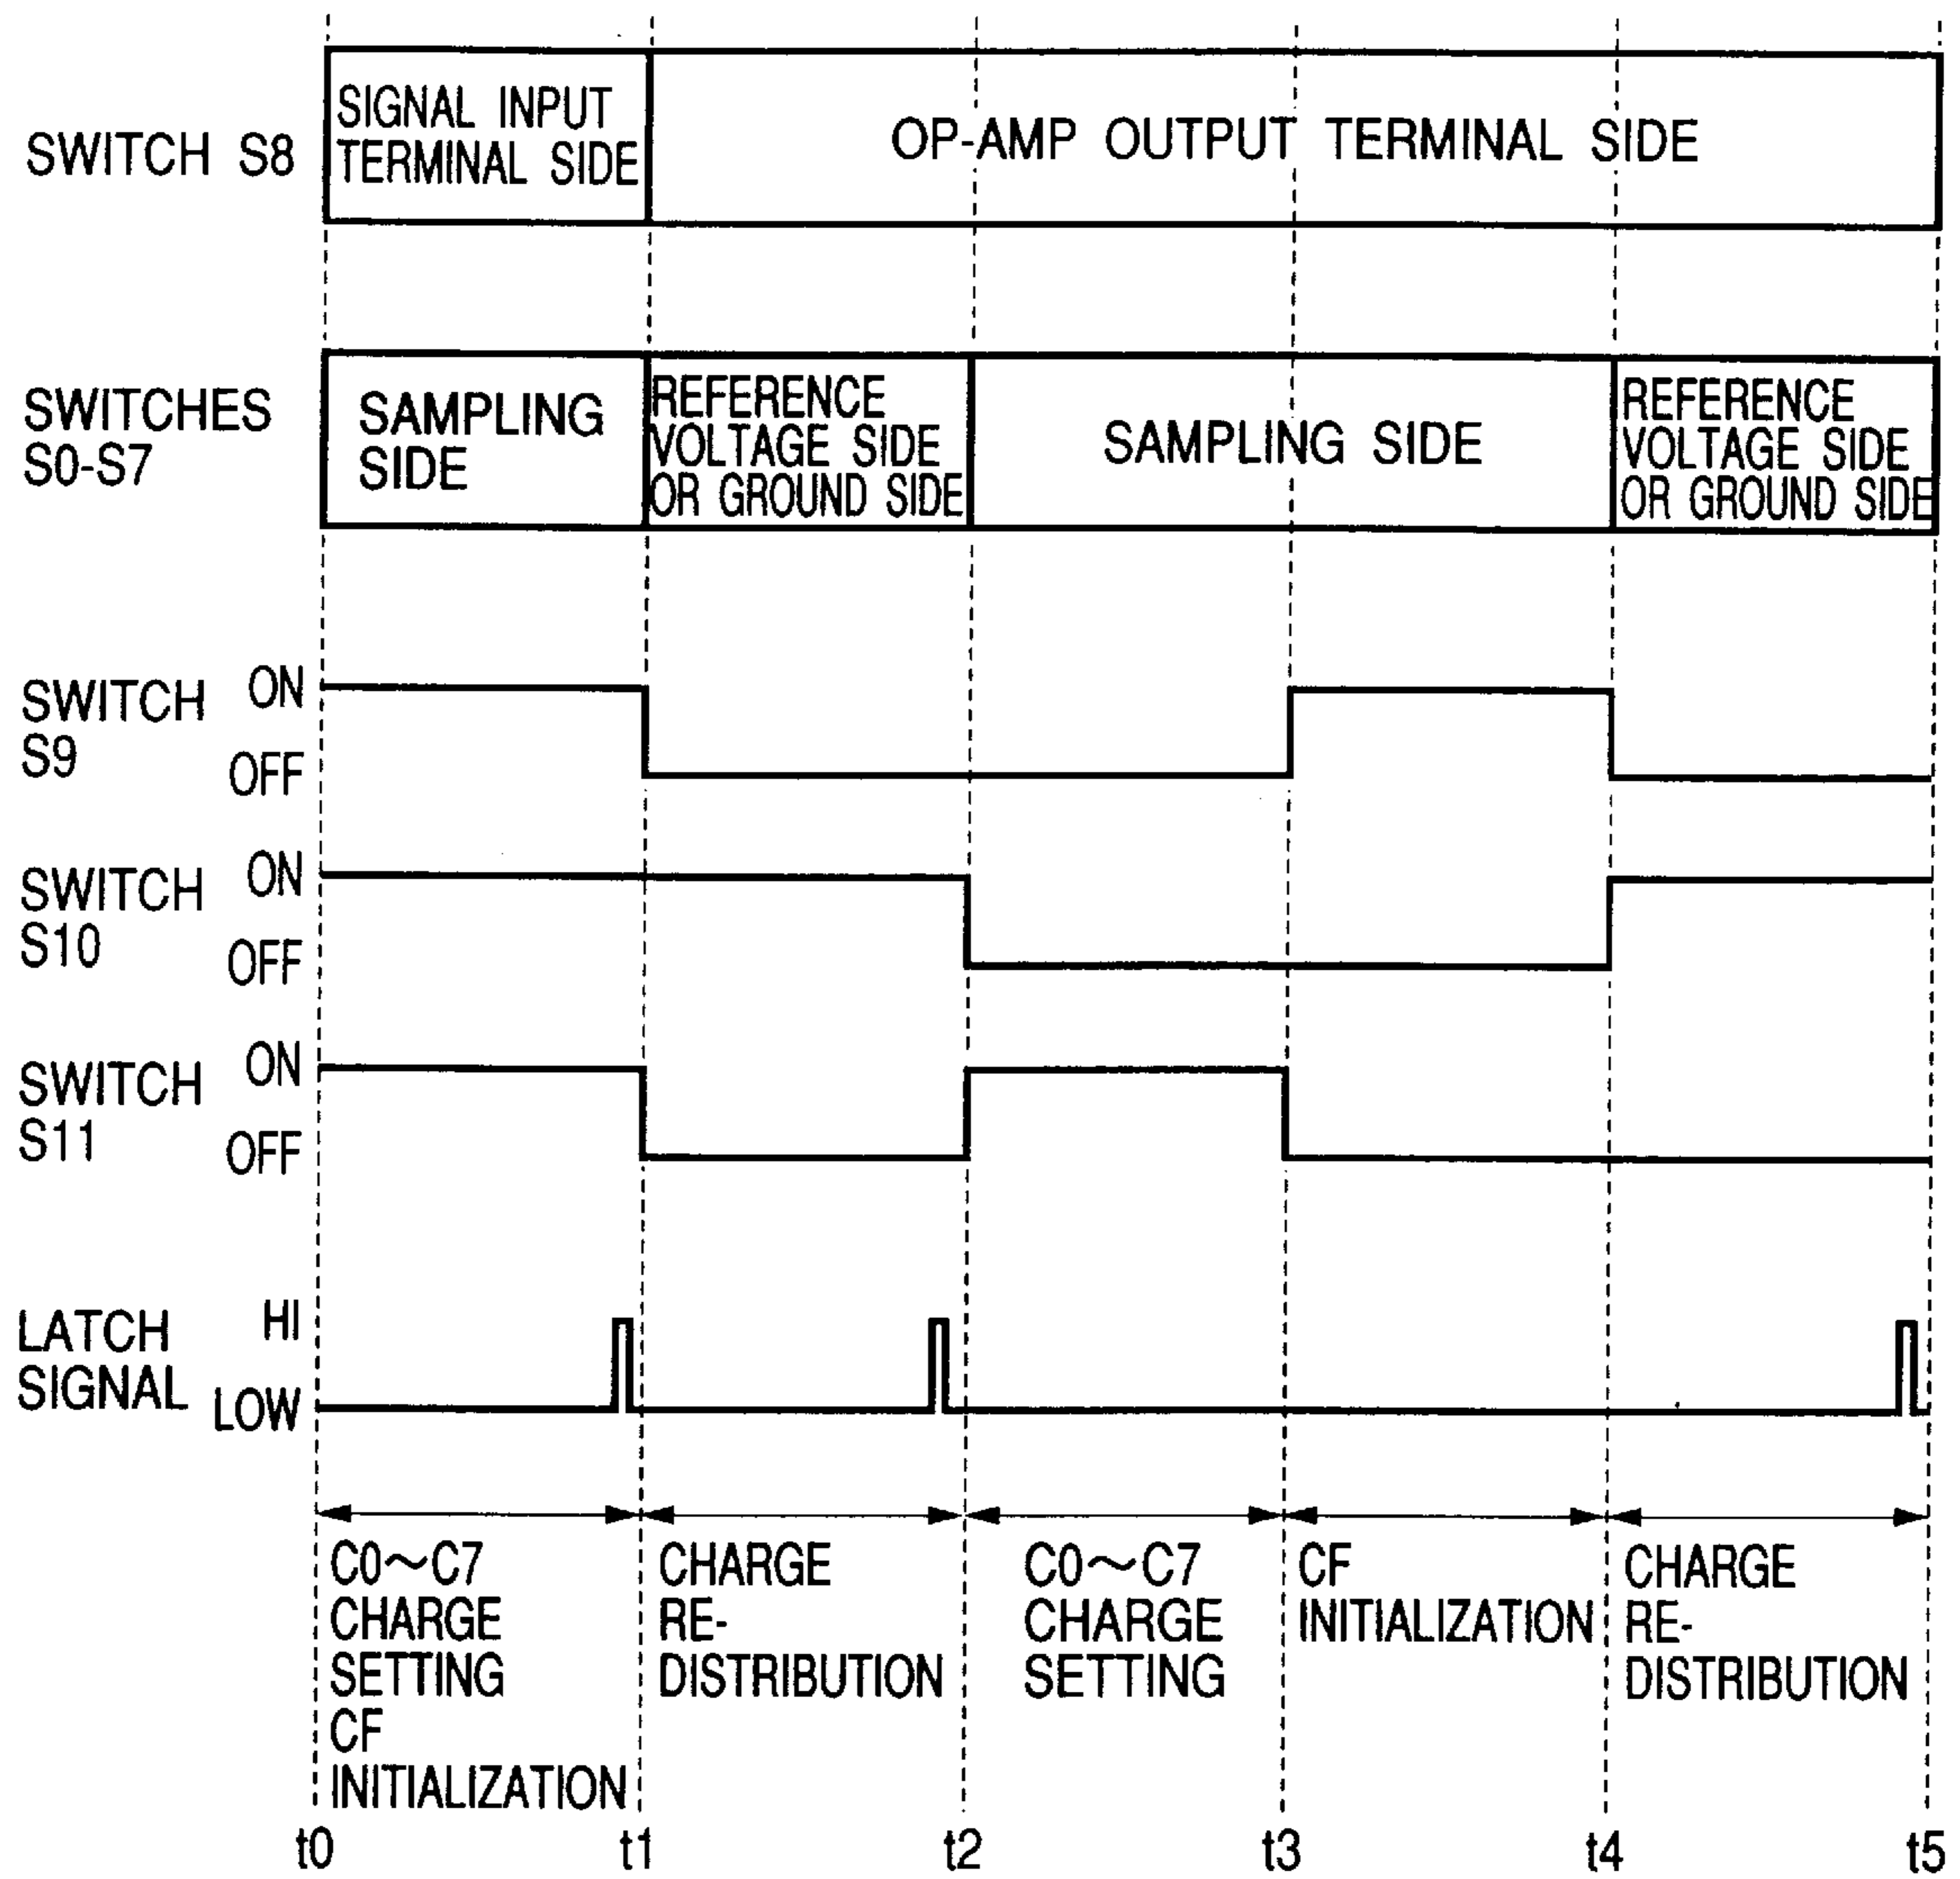 SWITCH S8
SIGNAL INPUT
TERMINAL SIDE
OP-AMP OUTPUT TERMINAL SIDE
SWITCHES
S0-S7
SAMPLING
SIDE
REFERENCE
VOLTAGE SIDE
OR GROUND SIDE
SAMPLING SIDE
REFERENCE
VOLTAGE SIDE
OR GROUND SIDE
SWITCH
S9
ON
OFF
SWITCH
S10
ON
OFF
SWITCH
S11
ON
OFF
LATCH
SIGNAL
HI
LOW
C0~C7
CHARGE
SETTING
CF
INITIALIZATION
CHARGE
RE-
DISTRIBUTION
C0~C7
CHARGE
SETTING
CF
INITIALIZATION
CHARGE
RE-
DISTRIBUTION
t0
t1
t2
t3
t4
t5